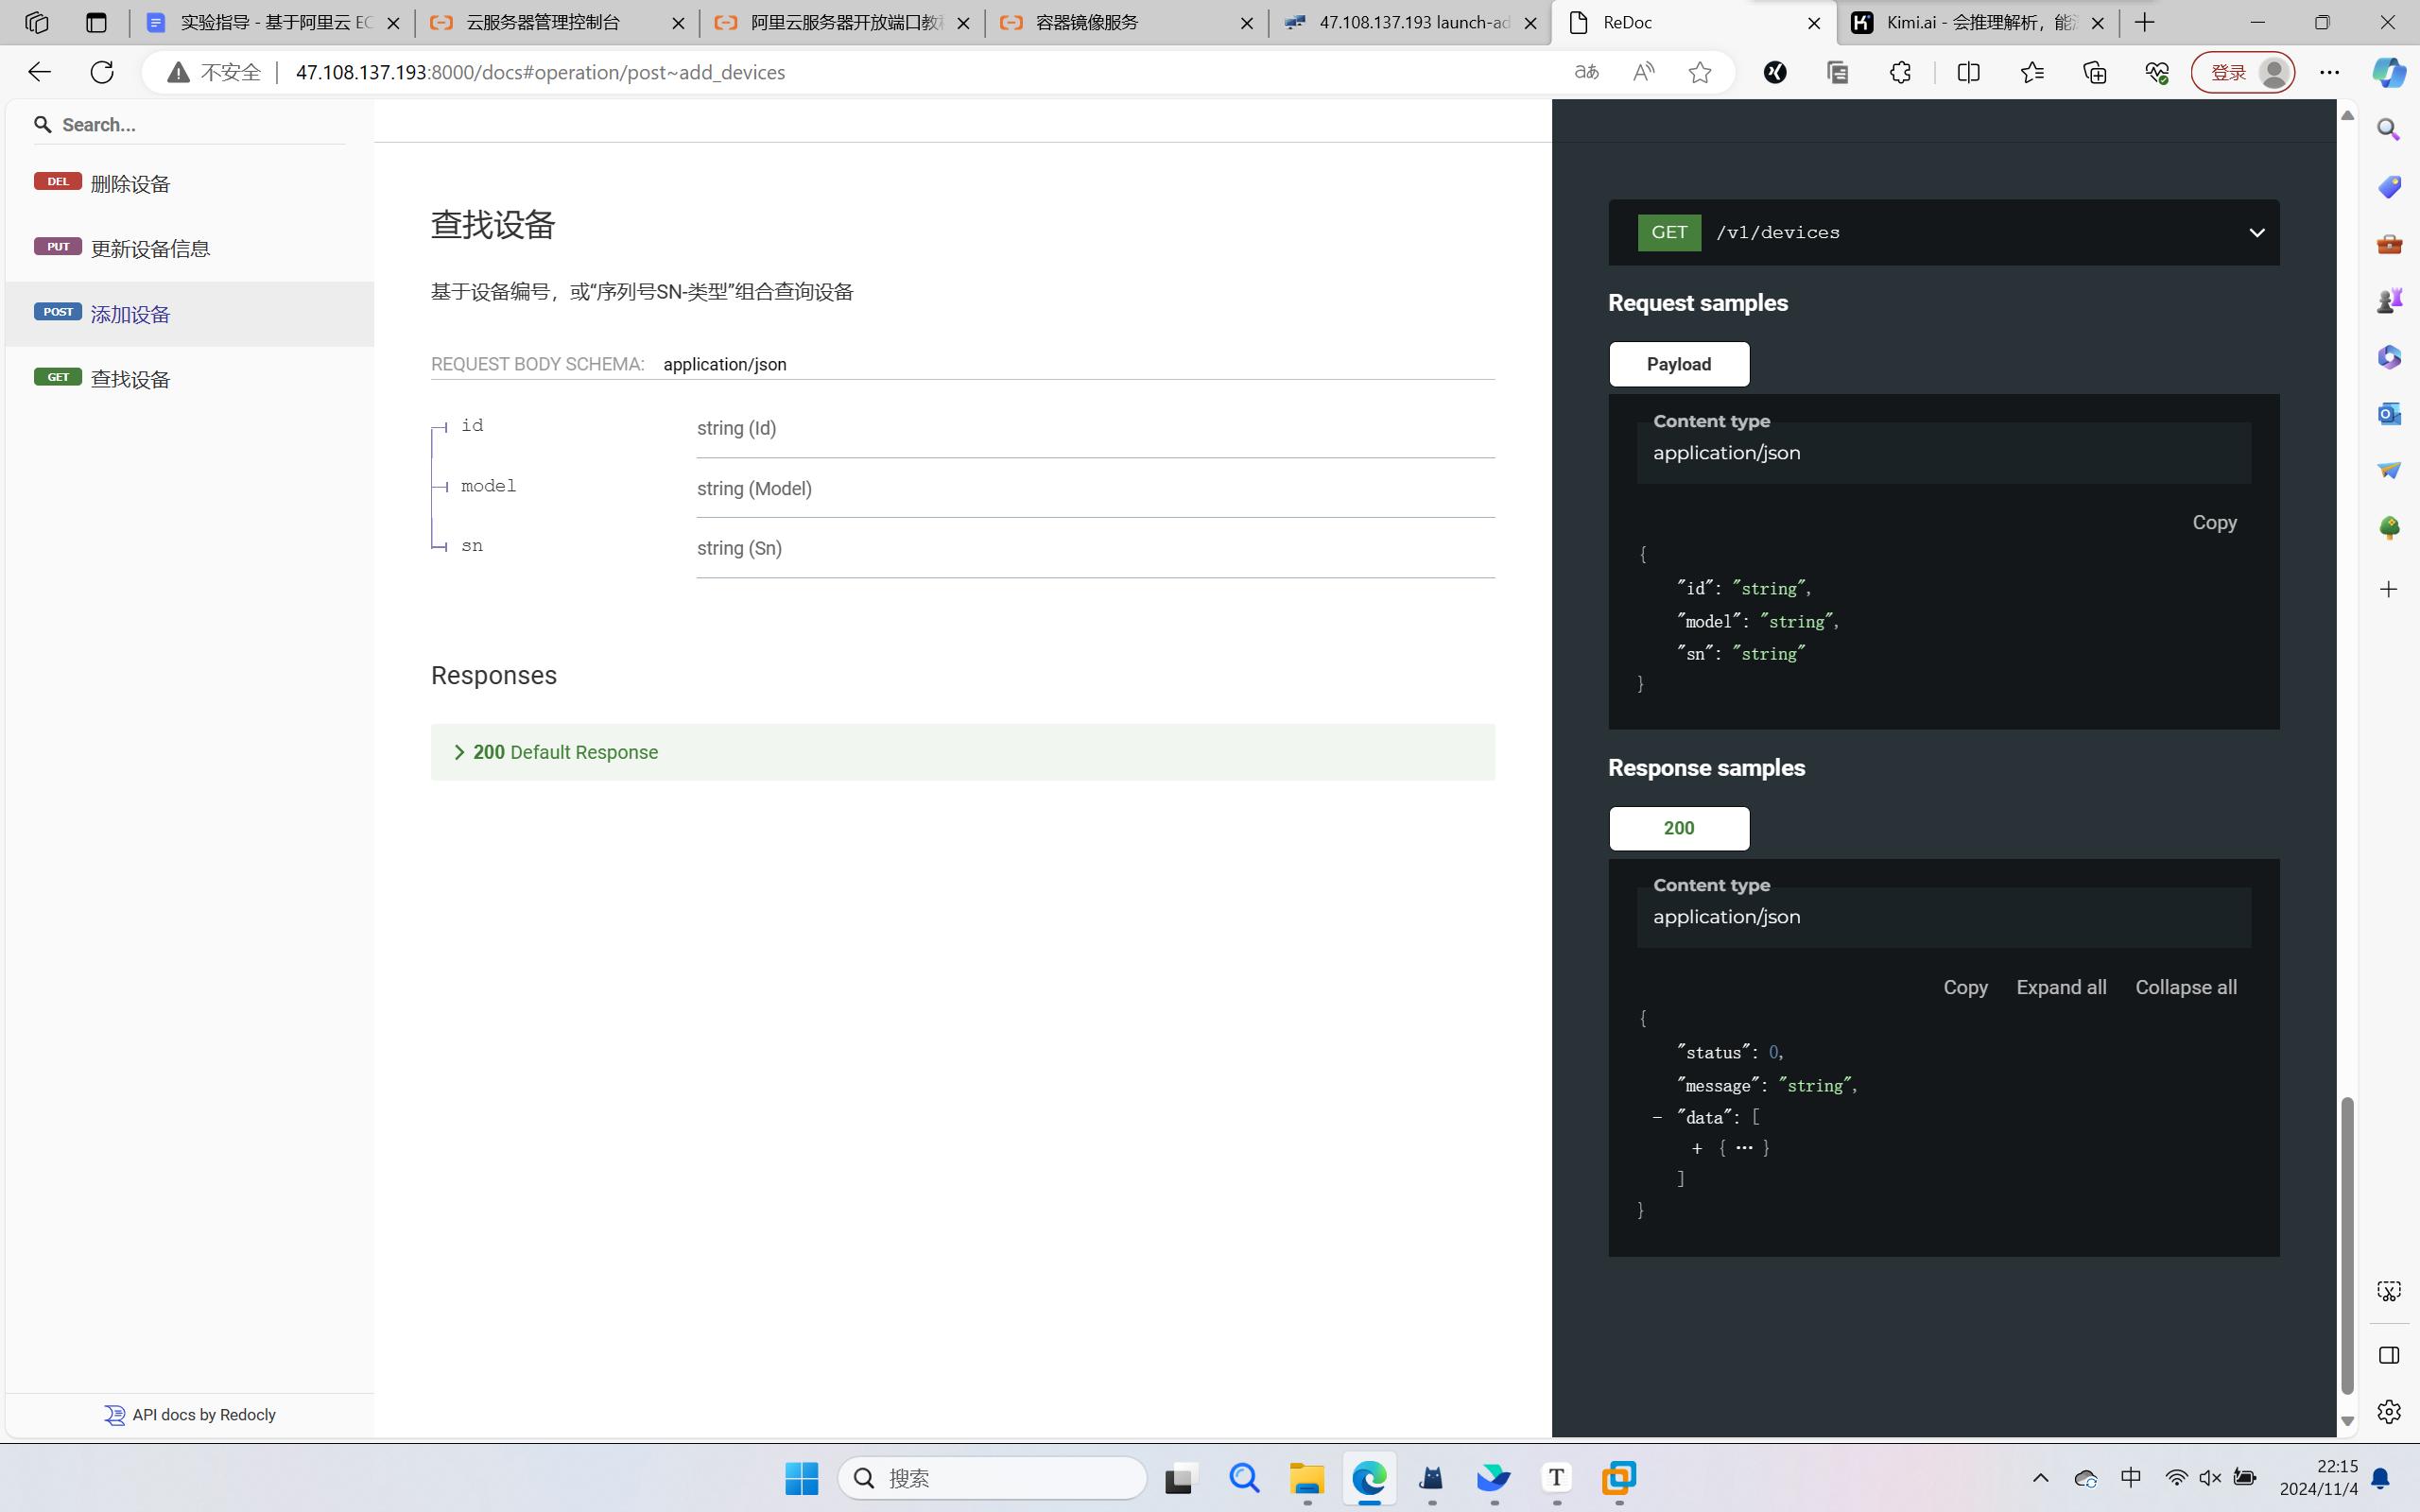 实验指导 - 基于阿里云 EC
云服务器管理控制台
阿里云服务器开放端口教
容器镜像服务
47.108.137.193 launch-ad
ReDoc
Kimi.ai - 会推理解析，能
不安全
47.108.137.193:8000/docs#operation/post~add_devices
登录
Search...
DEL 删除设备
PUT 更新设备信息
POST 添加设备
GET 查找设备
API docs by Redocly
查找设备
基于设备编号，或“序列号SN-类型”组合查询设备
REQUEST BODY SCHEMA: application/json
id string (Id)
model string (Model)
sn string (Sn)
Responses
200 Default Response
GET /v1/devices
Request samples
Payload
Content type
application/json
Copy
{
"id": "string",
"model": "string",
"sn": "string"
}
Response samples
200
Content type
application/json
Copy Expand all Collapse all
{
"status": 0,
"message": "string",
- "data": [
+ { ... }
]
}
搜索
中
22:15
2024/11/4